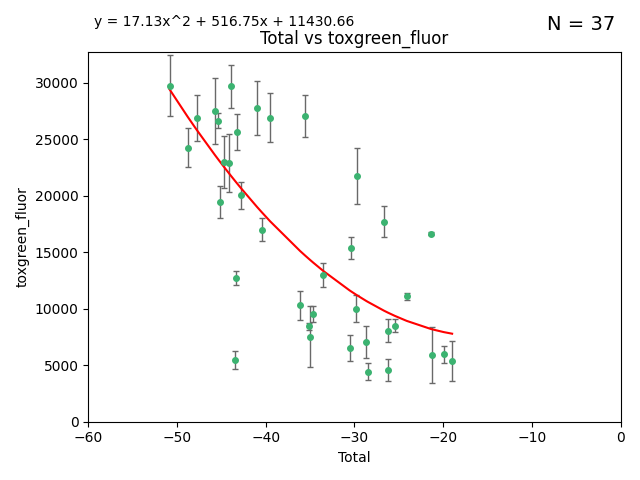 y = 17.13x^2 + 516.75x + 11430.66
N = 37
Total vs toxgreen_fluor
toxgreen_fluor
30000
25000
20000
15000
10000
5000
0
−60 −50 −40 −30 −20 −10 0
Total